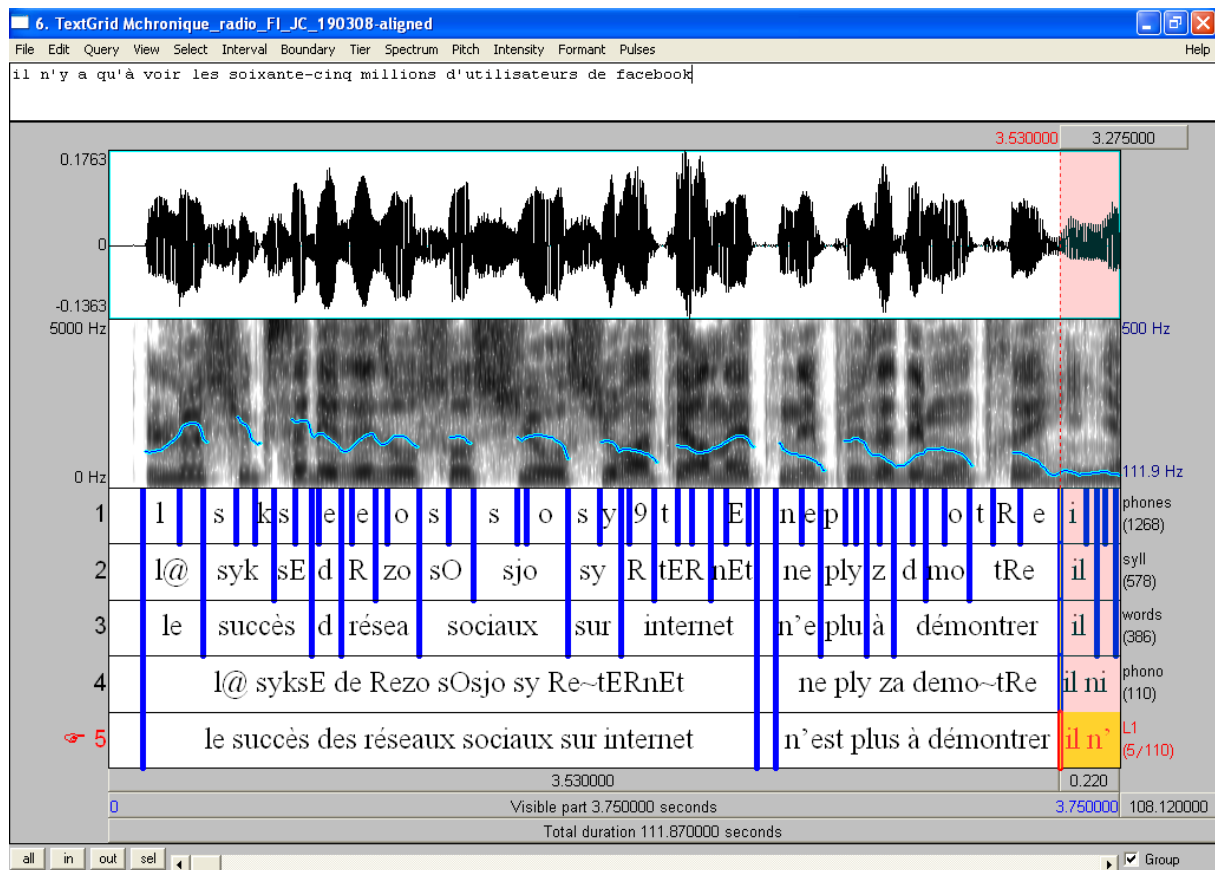 6. TextGrid Mchronique_radio_FI_JC_190308-aligned
File Edit Query View Select Interval Boundary Tier Spectrum Pitch Intensity Formant Pulses Help
il n'y a qu'à voir les soixante-cinq millions d'utilisateurs de facebook
3.530000 3.275000
0.1763
0
-0.1363
5000 Hz 500 Hz
0 Hz 111.9 Hz
1 l s k s e e o s s o s y 9 t E n e p o t R e i phones (1268)
2 l@ syk sE d R zo sO sjo sy R tER nEt ne ply z d mo tRe il syll (578)
3 le succès d résea sociaux sur internet n'e plu à démontrer il words (386)
4 l@ syksE de Rezo sOsjo sy Re~tERnEt ne ply za demo~tRe il ni phono (110)
5 le succès des réseaux sociaux sur internet n'est plus à démontrer il n' L1 (5/110)
3.530000 0.220
0 Visible part 3.750000 seconds 3.750000 108.120000
Total duration 111.870000 seconds
all in out sel Group